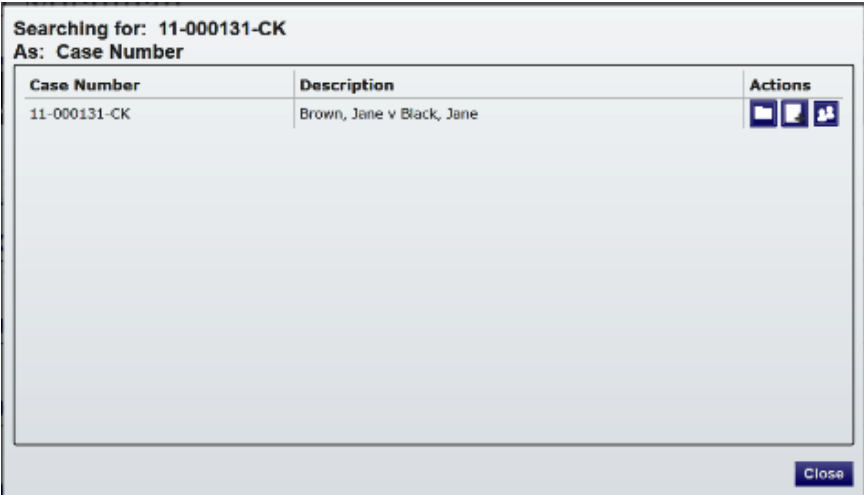 Searching for: 11-000131-CK
As: Case Number
Case Number Description Actions
11-000131-CK Brown, Jane v Black, Jane
Close